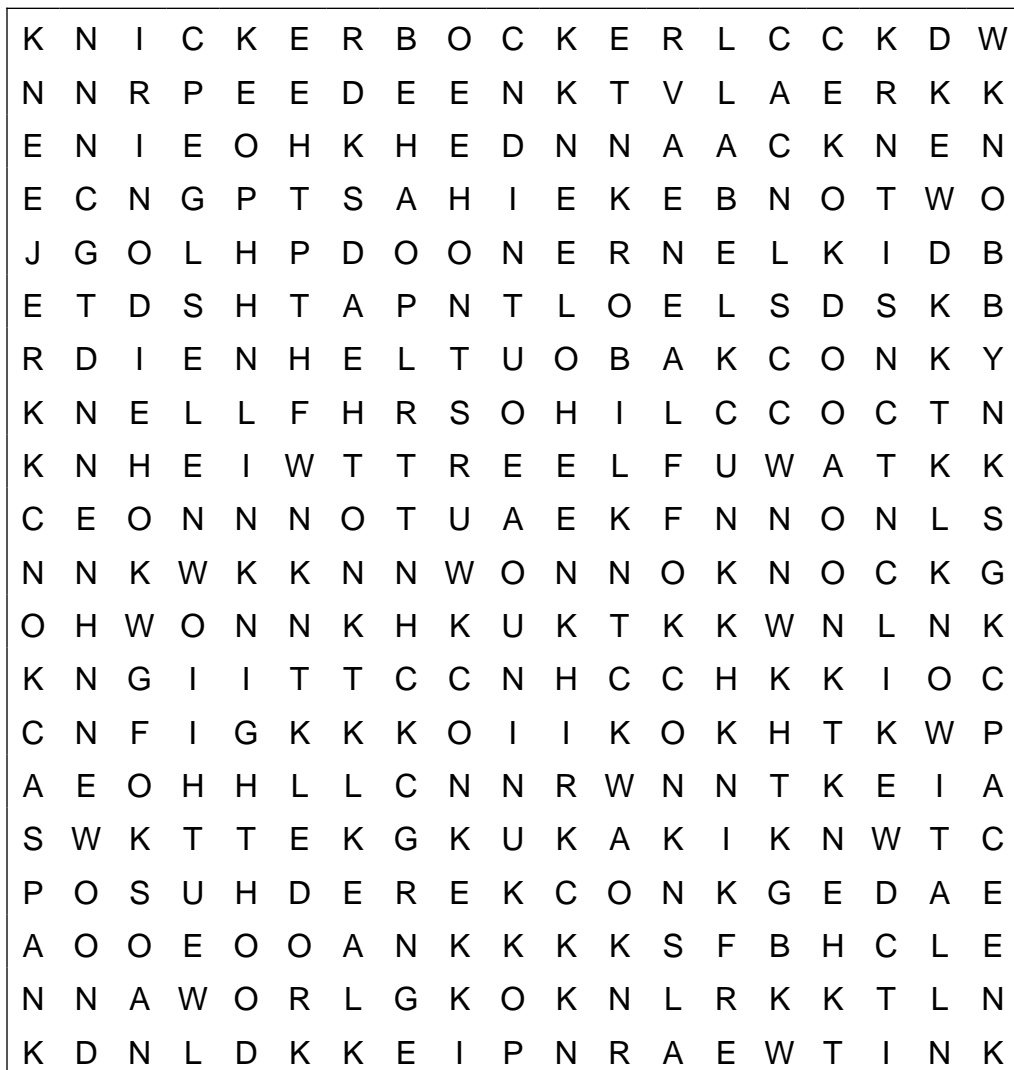 K N I C K E R B O C K E R L C C K D W
N N R P E E D E E N K T V L A E R K K
E N I E O H K H E D N N A A C K N E N
E C N G P T S A H I E K E B N O T W O
J G O L H P D O O N E R N E L K I D B
E T D S H T A P N T L O E L S D S K B
R D I E N H E L T U O B A K C O N K Y
K N E L L F H R S O H I L C C O C T N
K N H E I W T T R E E L F U W A T K K
C E O N N N O T U A E K F N N O N L S
N N K W K K N N W O N N O K N O C K G
O H W O N N K H K U K T K K W N L N K
K N G I I T T C C N H C C H K K I O C
C N F I G K K K O I I K O K H T K W P
A E O H H L L C N N R W N N T K E I A
S W K T T E K G K U K A K I K N W T C
P O S U H D E R E K C O N K G E D A E
A O O E O O A N K K K K S F B H C L E
N N A W O R L G K O K N L R K K T L N
K D N L D K K E I P N R A E W T I N K